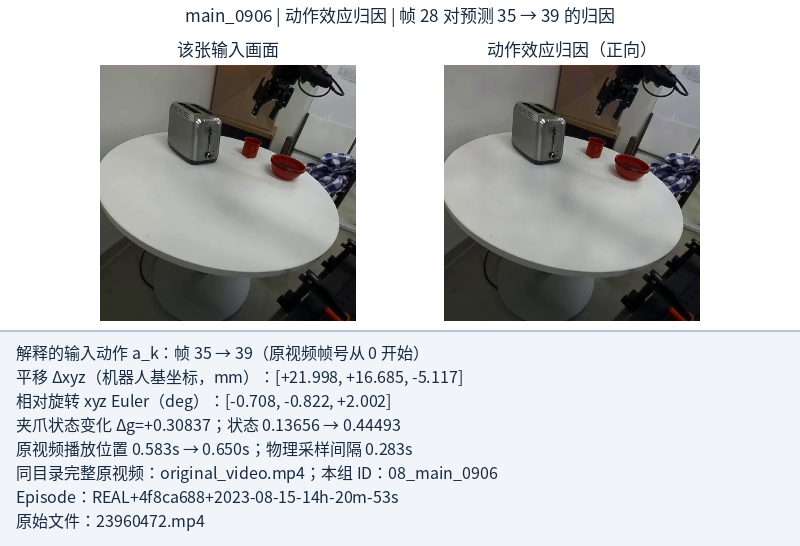 main_0906 | 动作效应归因 | 帧 28 对预测 35 → 39 的归因
该张输入画面
动作效应归因（正向）
解释的输入动作 a_k：帧 35 → 39（原视频帧号从 0 开始）
平移 Δxyz（机器人基坐标，mm）：[+21.998, +16.685, -5.117]
相对旋转 xyz Euler（deg）：[-0.708, -0.822, +2.002]
夹爪状态变化 Δg=+0.30837；状态 0.13656 → 0.44493
原视频播放位置 0.583s → 0.650s；物理采样间隔 0.283s
同目录完整原视频：original_video.mp4；本组 ID：08_main_0906
Episode：REAL+4f8ca688+2023-08-15-14h-20m-53s
原始文件：23960472.mp4